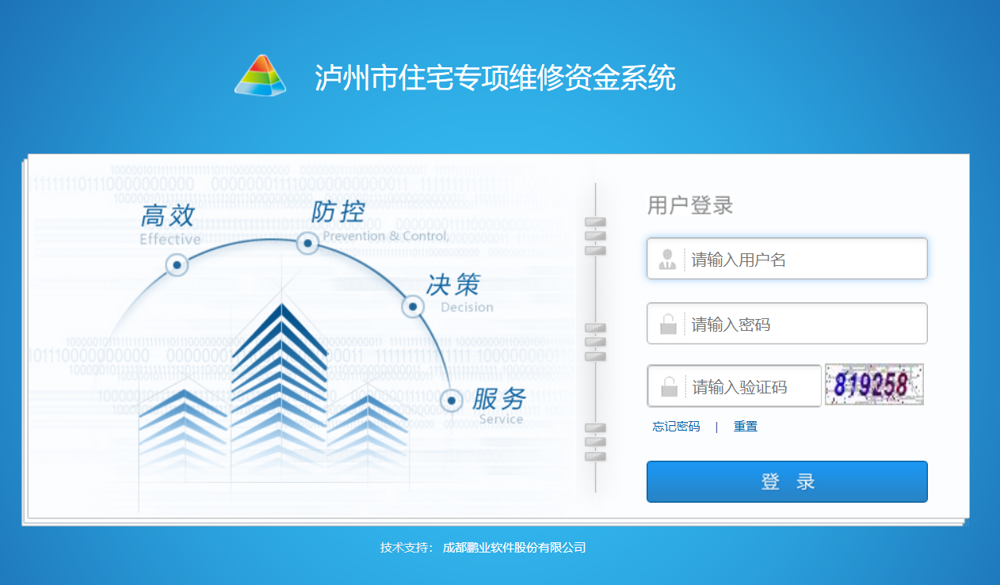 泸州市住宅专项维修资金系统
高效
Effective
防控
Prevention & Control,
决策
Decision
服务
Service
用户登录
请输入用户名
请输入密码
请输入验证码
819258
忘记密码 | 重置
登 录
技术支持： 成都鹏业软件股份有限公司